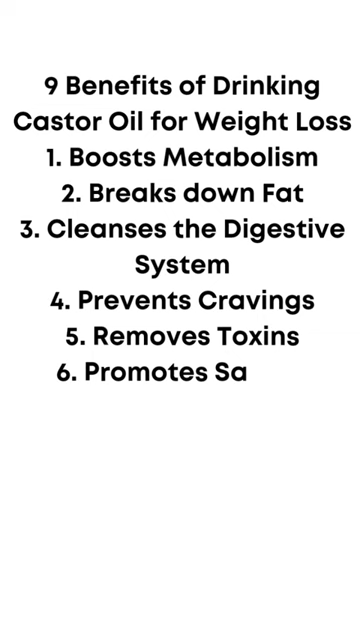 9 Benefits of Drinking
Castor Oil for Weight Loss
1. Boosts Metabolism
2. Breaks down Fat
3. Cleanses the Digestive
System
4. Prevents Cravings
5. Removes Toxins
6. Promotes Sa